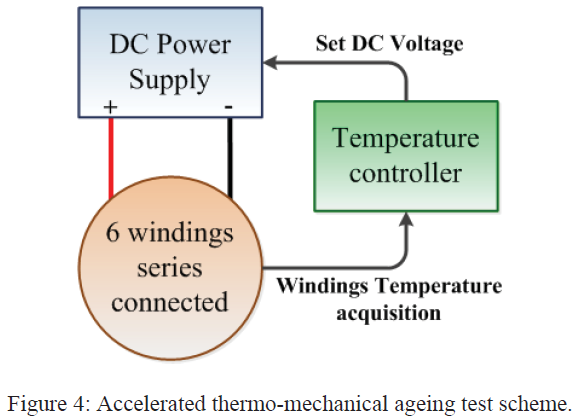 DC Power
Supply
+ -
Set DC Voltage
Temperature
controller
6 windings
series
connected
Windings Temperature
acquisition
Figure 4: Accelerated thermo-mechanical ageing test scheme.